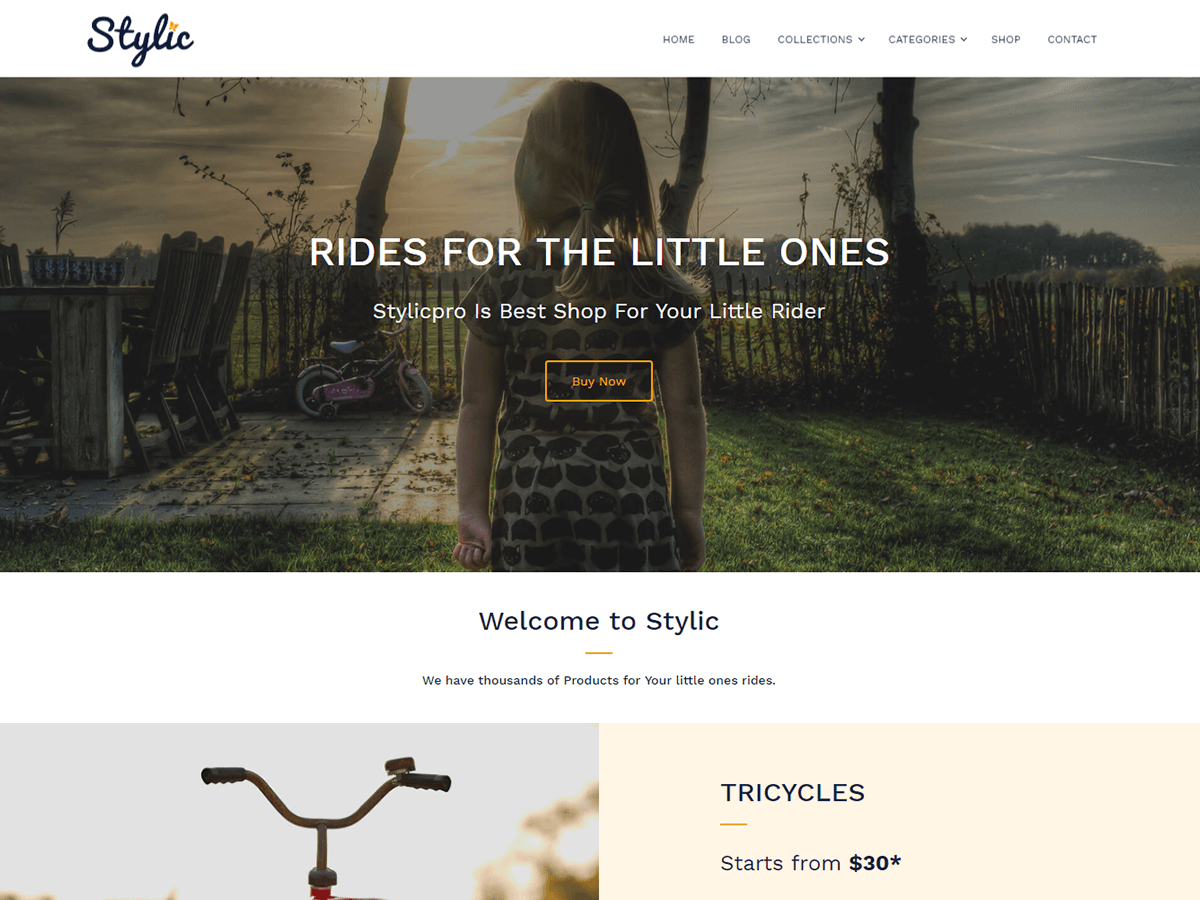 Stylic
HOME BLOG COLLECTIONS CATEGORIES SHOP CONTACT
RIDES FOR THE LITTLE ONES
Stylicpro Is Best Shop For Your Little Rider
Buy Now
Welcome to Stylic
We have thousands of Products for Your little ones rides.
TRICYCLES
Starts from $30*